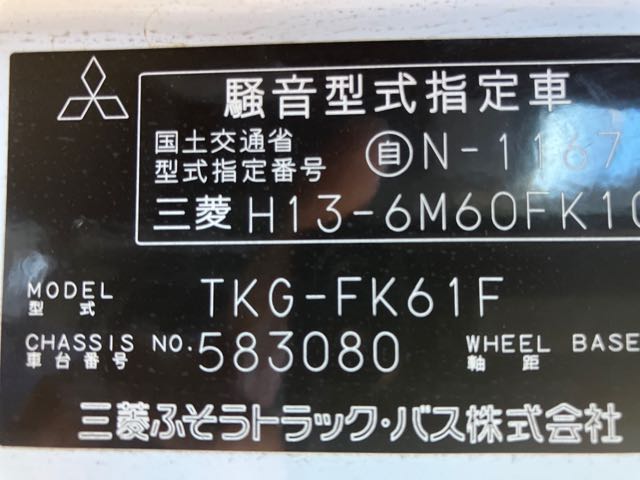 騒音型式指定車
国土交通省
型式指定番号 自 N-1167
三菱 H13-6M60FK10
MODEL
型式 TKG-FK61F
CHASSIS NO.
車台番号 583080
WHEEL BASE
軸距
三菱ふそうトラック・バス株式会社